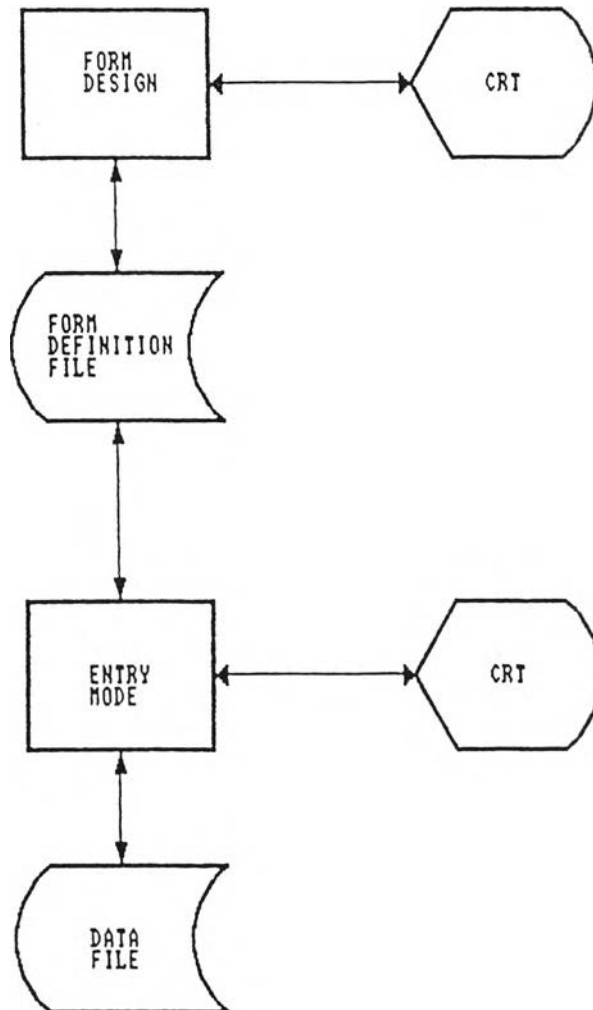 FORM
DESIGN
CRT
FORM
DEFINITION
FILE
ENTRY
MODE
CRT
DATA
FILE